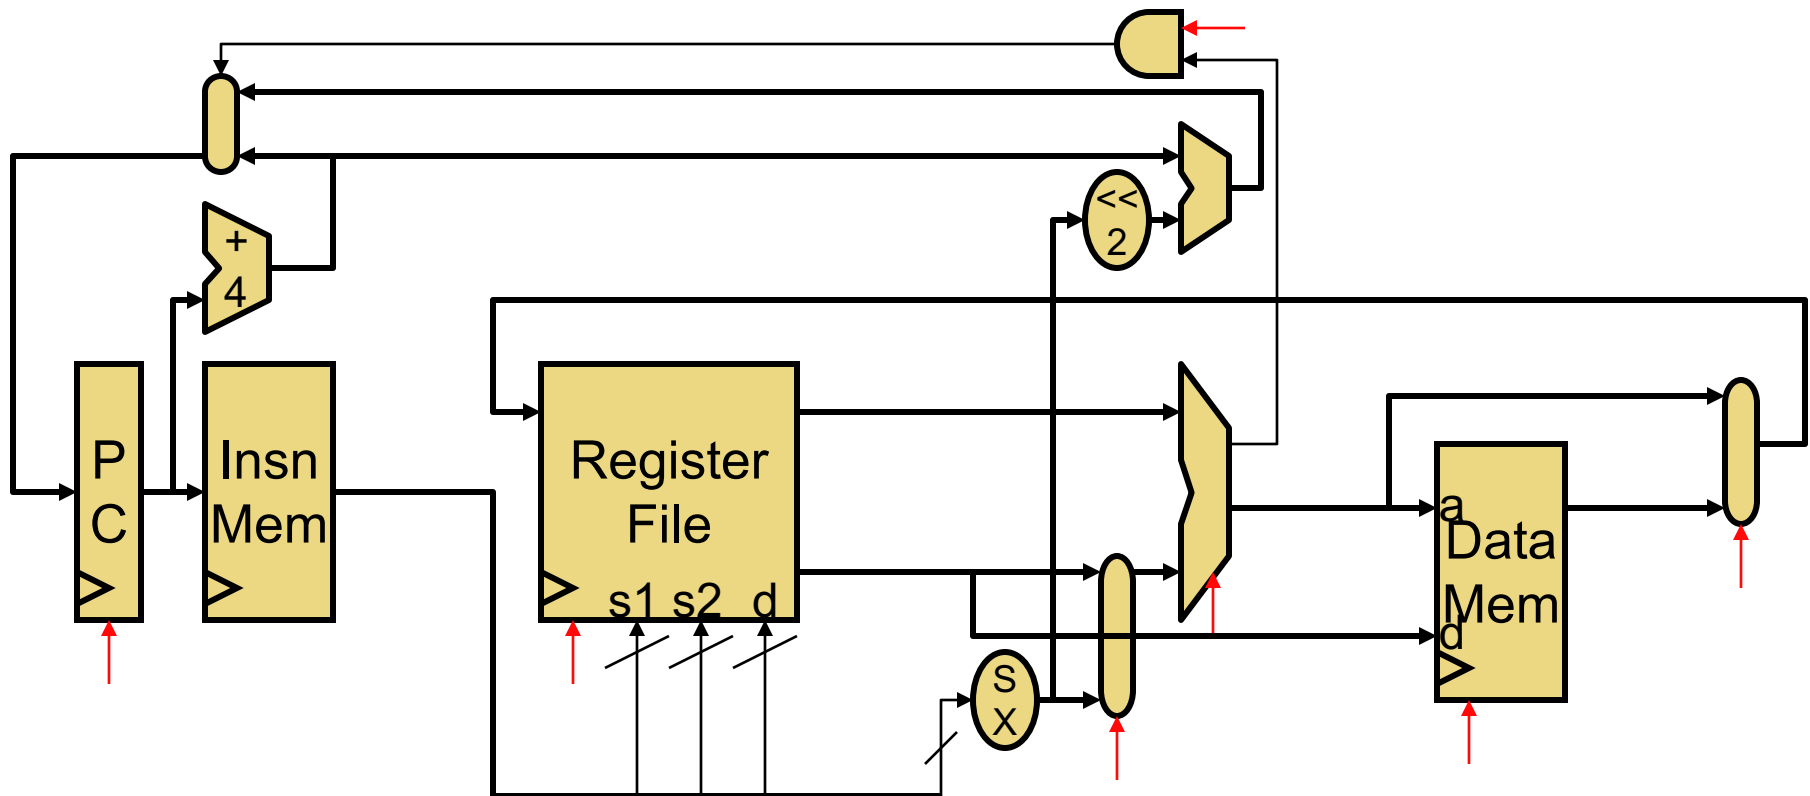 <<
2
+
4
P
C
Insn
Mem
Register
File
s1 s2 d
S
X
a
Data
Mem
d